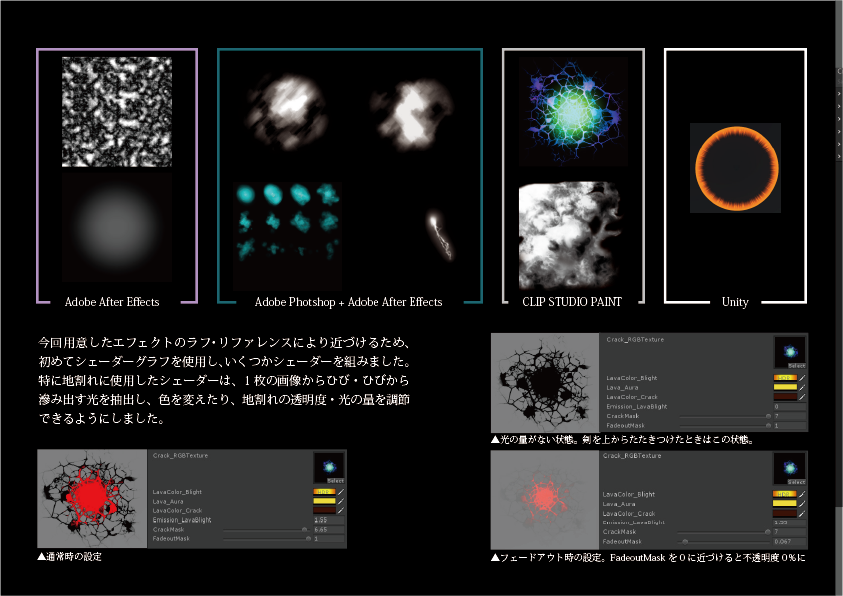 Adobe After Effects
Adobe Photshop + Adobe After Effects
CLIP STUDIO PAINT
Unity
今回用意したエフェクトのラフ・リファレンスにより近づけるため、
初めてシェーダーグラフを使用し、いくつかシェーダーを組みました。
特に地割れに使用したシェーダーは、1枚の画像からひび・ひびから
滲み出す光を抽出し、色を変えたり、地割れの透明度・光の量を調節
できるようにしました。
Crack_RGBTexture
Select
LavaColor_Blight
HDR
Lava_Aura
LavaColor_Crack
Emission_LavaBlight 1.55
CrackMask 6.65
FadeoutMask 1
▲通常時の設定
Crack_RGBTexture
Select
LavaColor_Blight
HDR
Lava_Aura
LavaColor_Crack
Emission_LavaBlight 0
CrackMask 7
FadeoutMask 1
▲光の量がない状態。剣を上からたたきつけたときはこの状態。
Crack_RGBTexture
Select
LavaColor_Blight
HDR
Lava_Aura
LavaColor_Crack
Emission_LavaBlight 1.55
CrackMask 7
FadeoutMask 0.067
▲フェードアウト時の設定。FadeoutMask を０に近づけると不透明度０％に